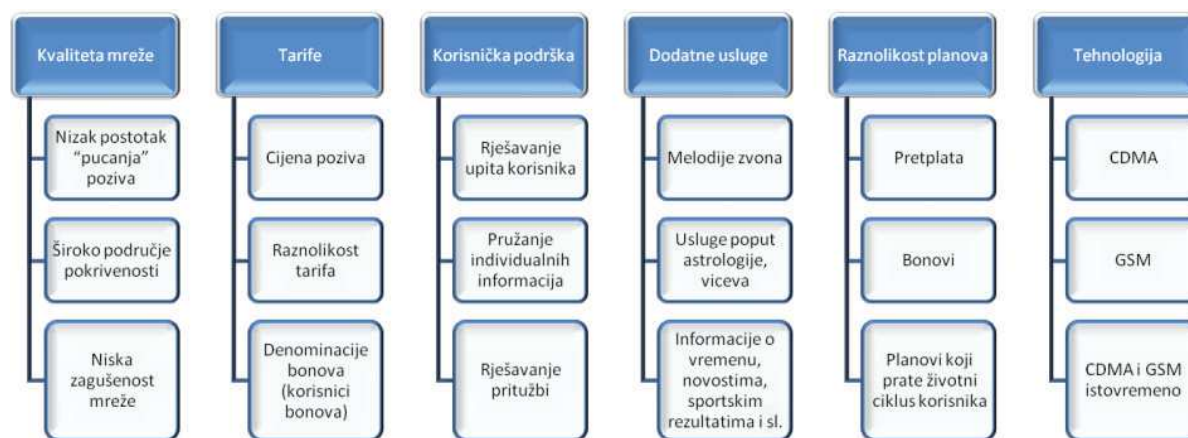 Kvaliteta mreže
Nizak postotak
“pucanja”
poziva
Široko područje
pokrivenosti
Niska
zagušenost
mreže
Tarife
Cijena poziva
Raznolikost
tarifa
Denominacije
bonova
(korisnici
bonova)
Korisnička podrška
Rješavanje
upita korisnika
Pružanje
individualnih
informacija
Rješavanje
pritužbi
Dodatne usluge
Melodije zvona
Usluge poput
astrologije,
viceva
Informacije o
vremenu,
novostima,
sportskim
rezultatima i sl.
Raznolikost planova
Pretplata
Bonovi
Planovi koji
prate životni
ciklus korisnika
Tehnologija
CDMA
GSM
CDMA i GSM
istovremeno